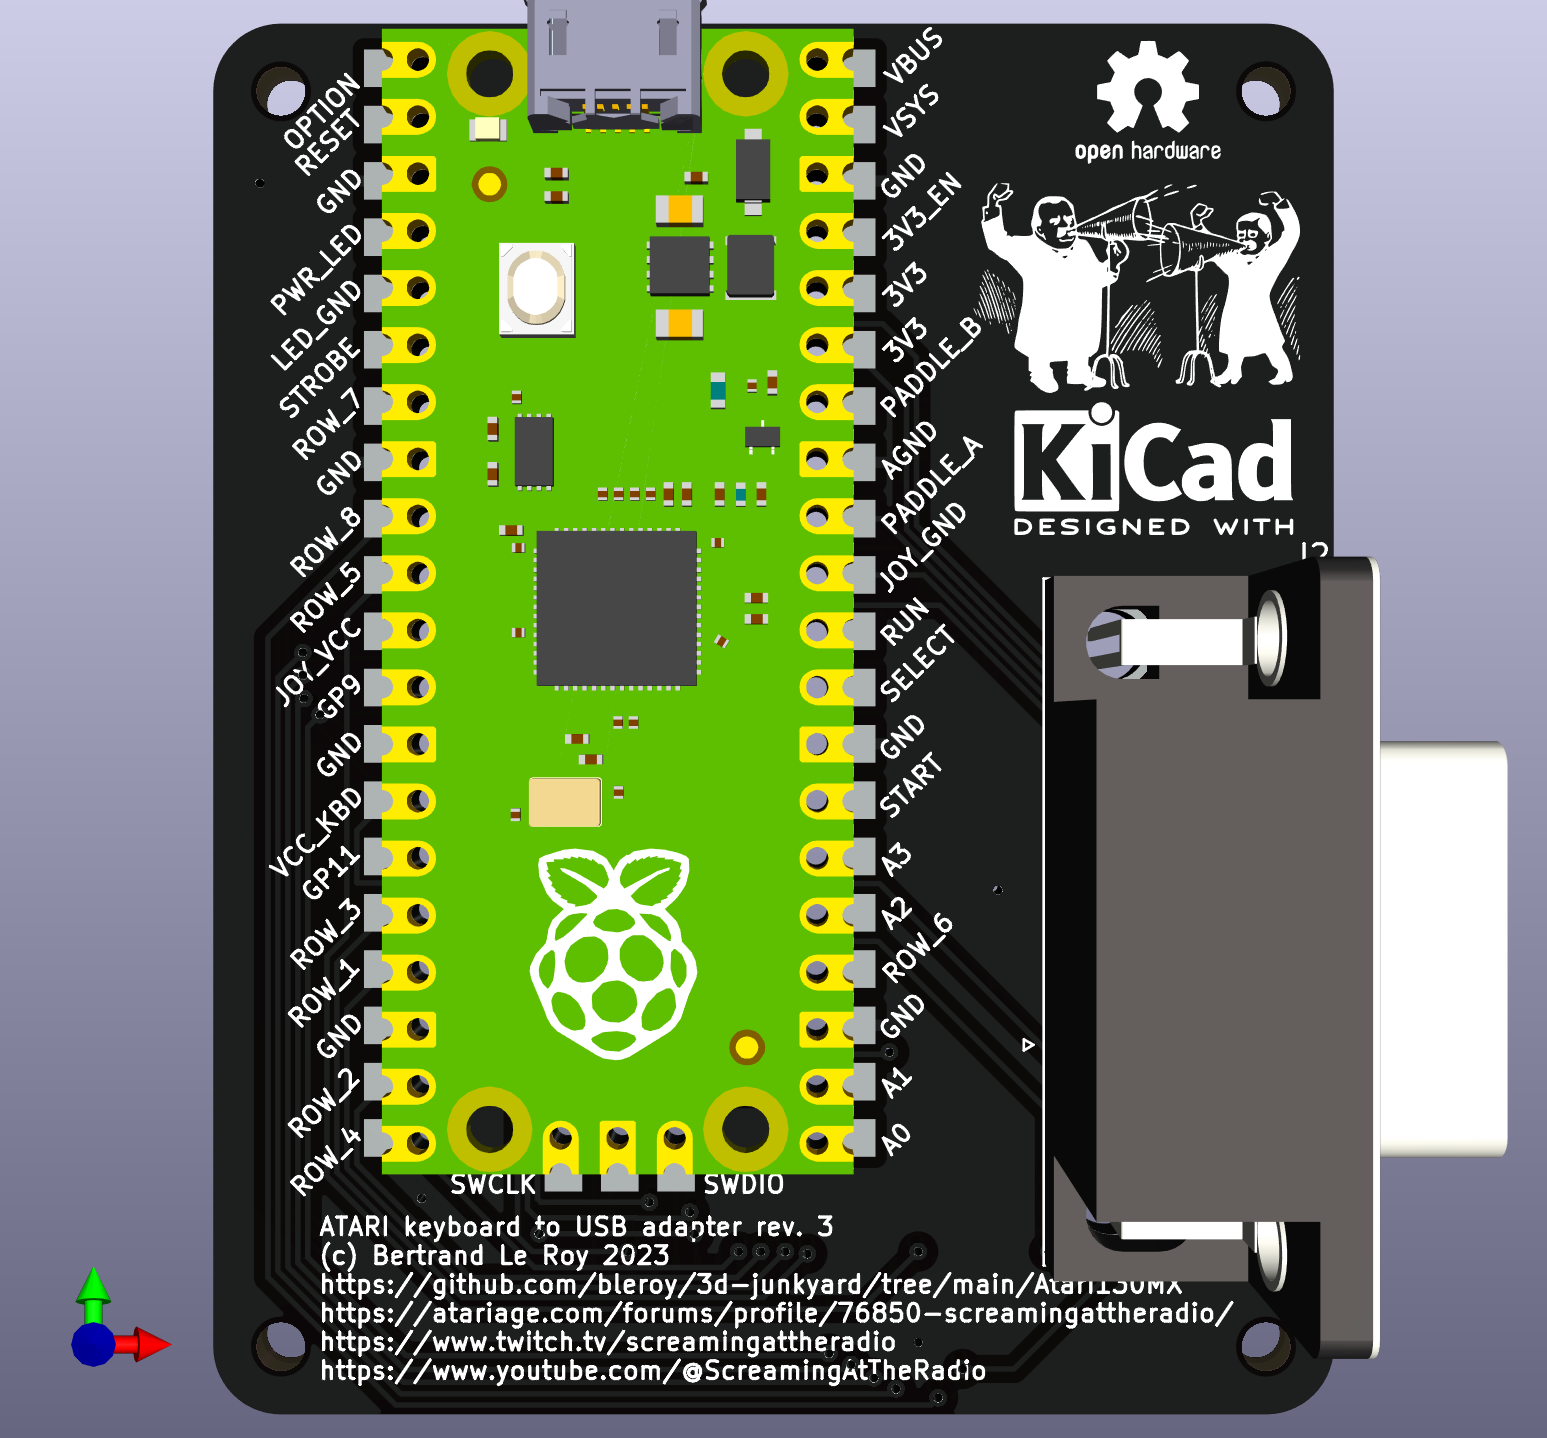 OPTION
RESET
GND
PWR_LED
LED_GND
STROBE
ROW_7
GND
ROW_8
ROW_5
JOY_VCC
GP9
GND
VCC_KBD
GP11
ROW_3
ROW_1
GND
ROW_2
ROW_4
VBUS
VSYS
GND
3V3_EN
3V3
3V3
PADDLE_B
AGND
PADDLE_A
JOY_GND
RUN
SELECT
GND
START
A3
A2
ROW_6
GND
A1
A0
open hardware
KiCad
DESIGNED WITH
J2
SWCLK
SWDIO
ATARI keyboard to USB adapter rev. 3
(c) Bertrand Le Roy 2023
https://github.com/bleroy/3d-junkyard/tree/main/Atari130MX
https://atariage.com/forums/profile/76850-screamingattheradio/
https://www.twitch.tv/screamingattheradio
https://www.youtube.com/@ScreamingAtTheRadio